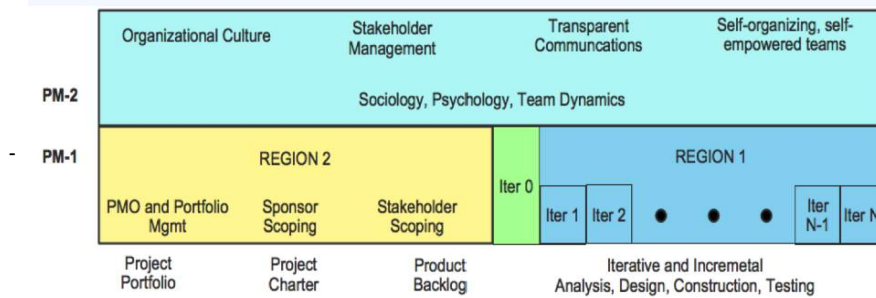 Organizational Culture
Stakeholder
Management
Transparent
Communcations
Self-organizing, self-
empowered teams
PM-2
Sociology, Psychology, Team Dynamics
- PM-1
REGION 2
Iter 0
REGION 1
PMO and Portfolio
Mgmt
Sponsor
Scoping
Stakeholder
Scoping
Iter 1
Iter 2
Iter
N-1
Iter N
Project
Portfolio
Project
Charter
Product
Backlog
Iterative and Incremetal
Analysis, Design, Construction, Testing